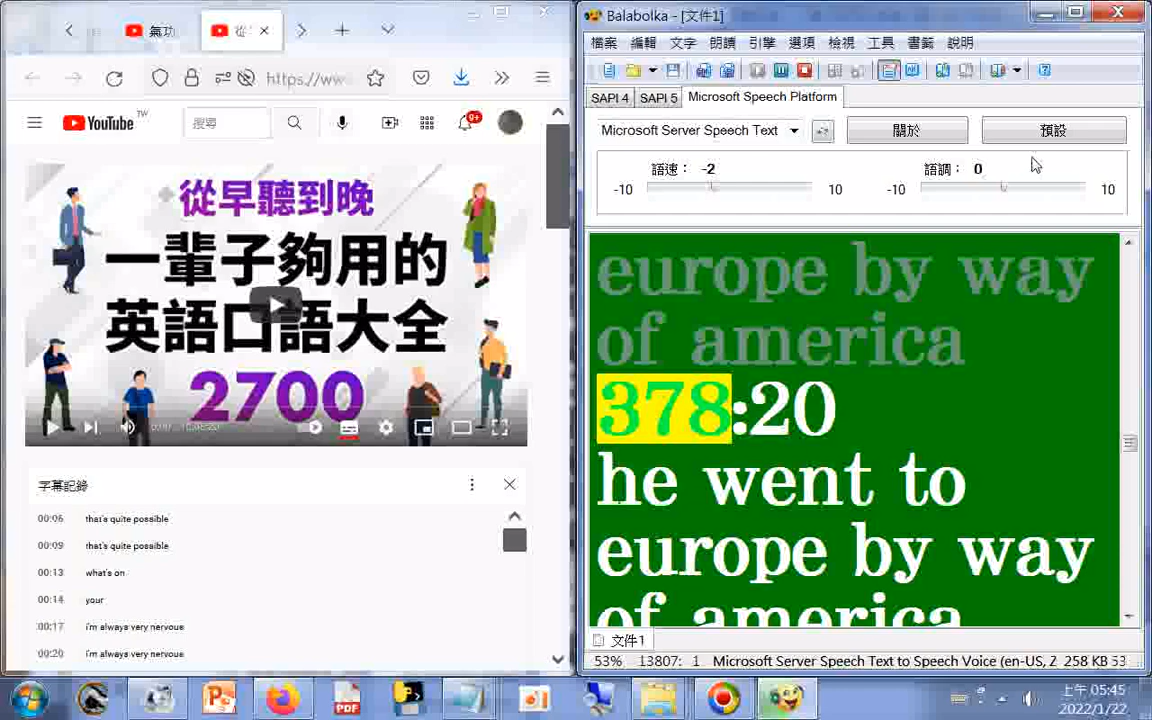 氣功
從
https://www
YouTube TW
搜尋
9+
從早聽到晚
一輩子夠用的
英語口語大全
2700
字幕記錄
00:06 that's quite possible
00:09 that's quite possible
00:13 what's on
00:14 your
00:17 i'm always very nervous
00:20 i'm always very nervous
Balabolka - [文件1]
檔案 編輯 文字 朗讀 引擎 選項 檢視 工具 書籤 說明
SAPI 4 SAPI 5 Microsoft Speech Platform
Microsoft Server Speech Text 關於 預設
語速： -2 語調： 0
-10 10 -10 10
europe by way
of america
378:20
he went to
europe by way
of america
文件1
53% 13807: 1 Microsoft Server Speech Text to Speech Voice (en-US, Z 258 KB 53
PDF
上午 05:45
2022/1/22